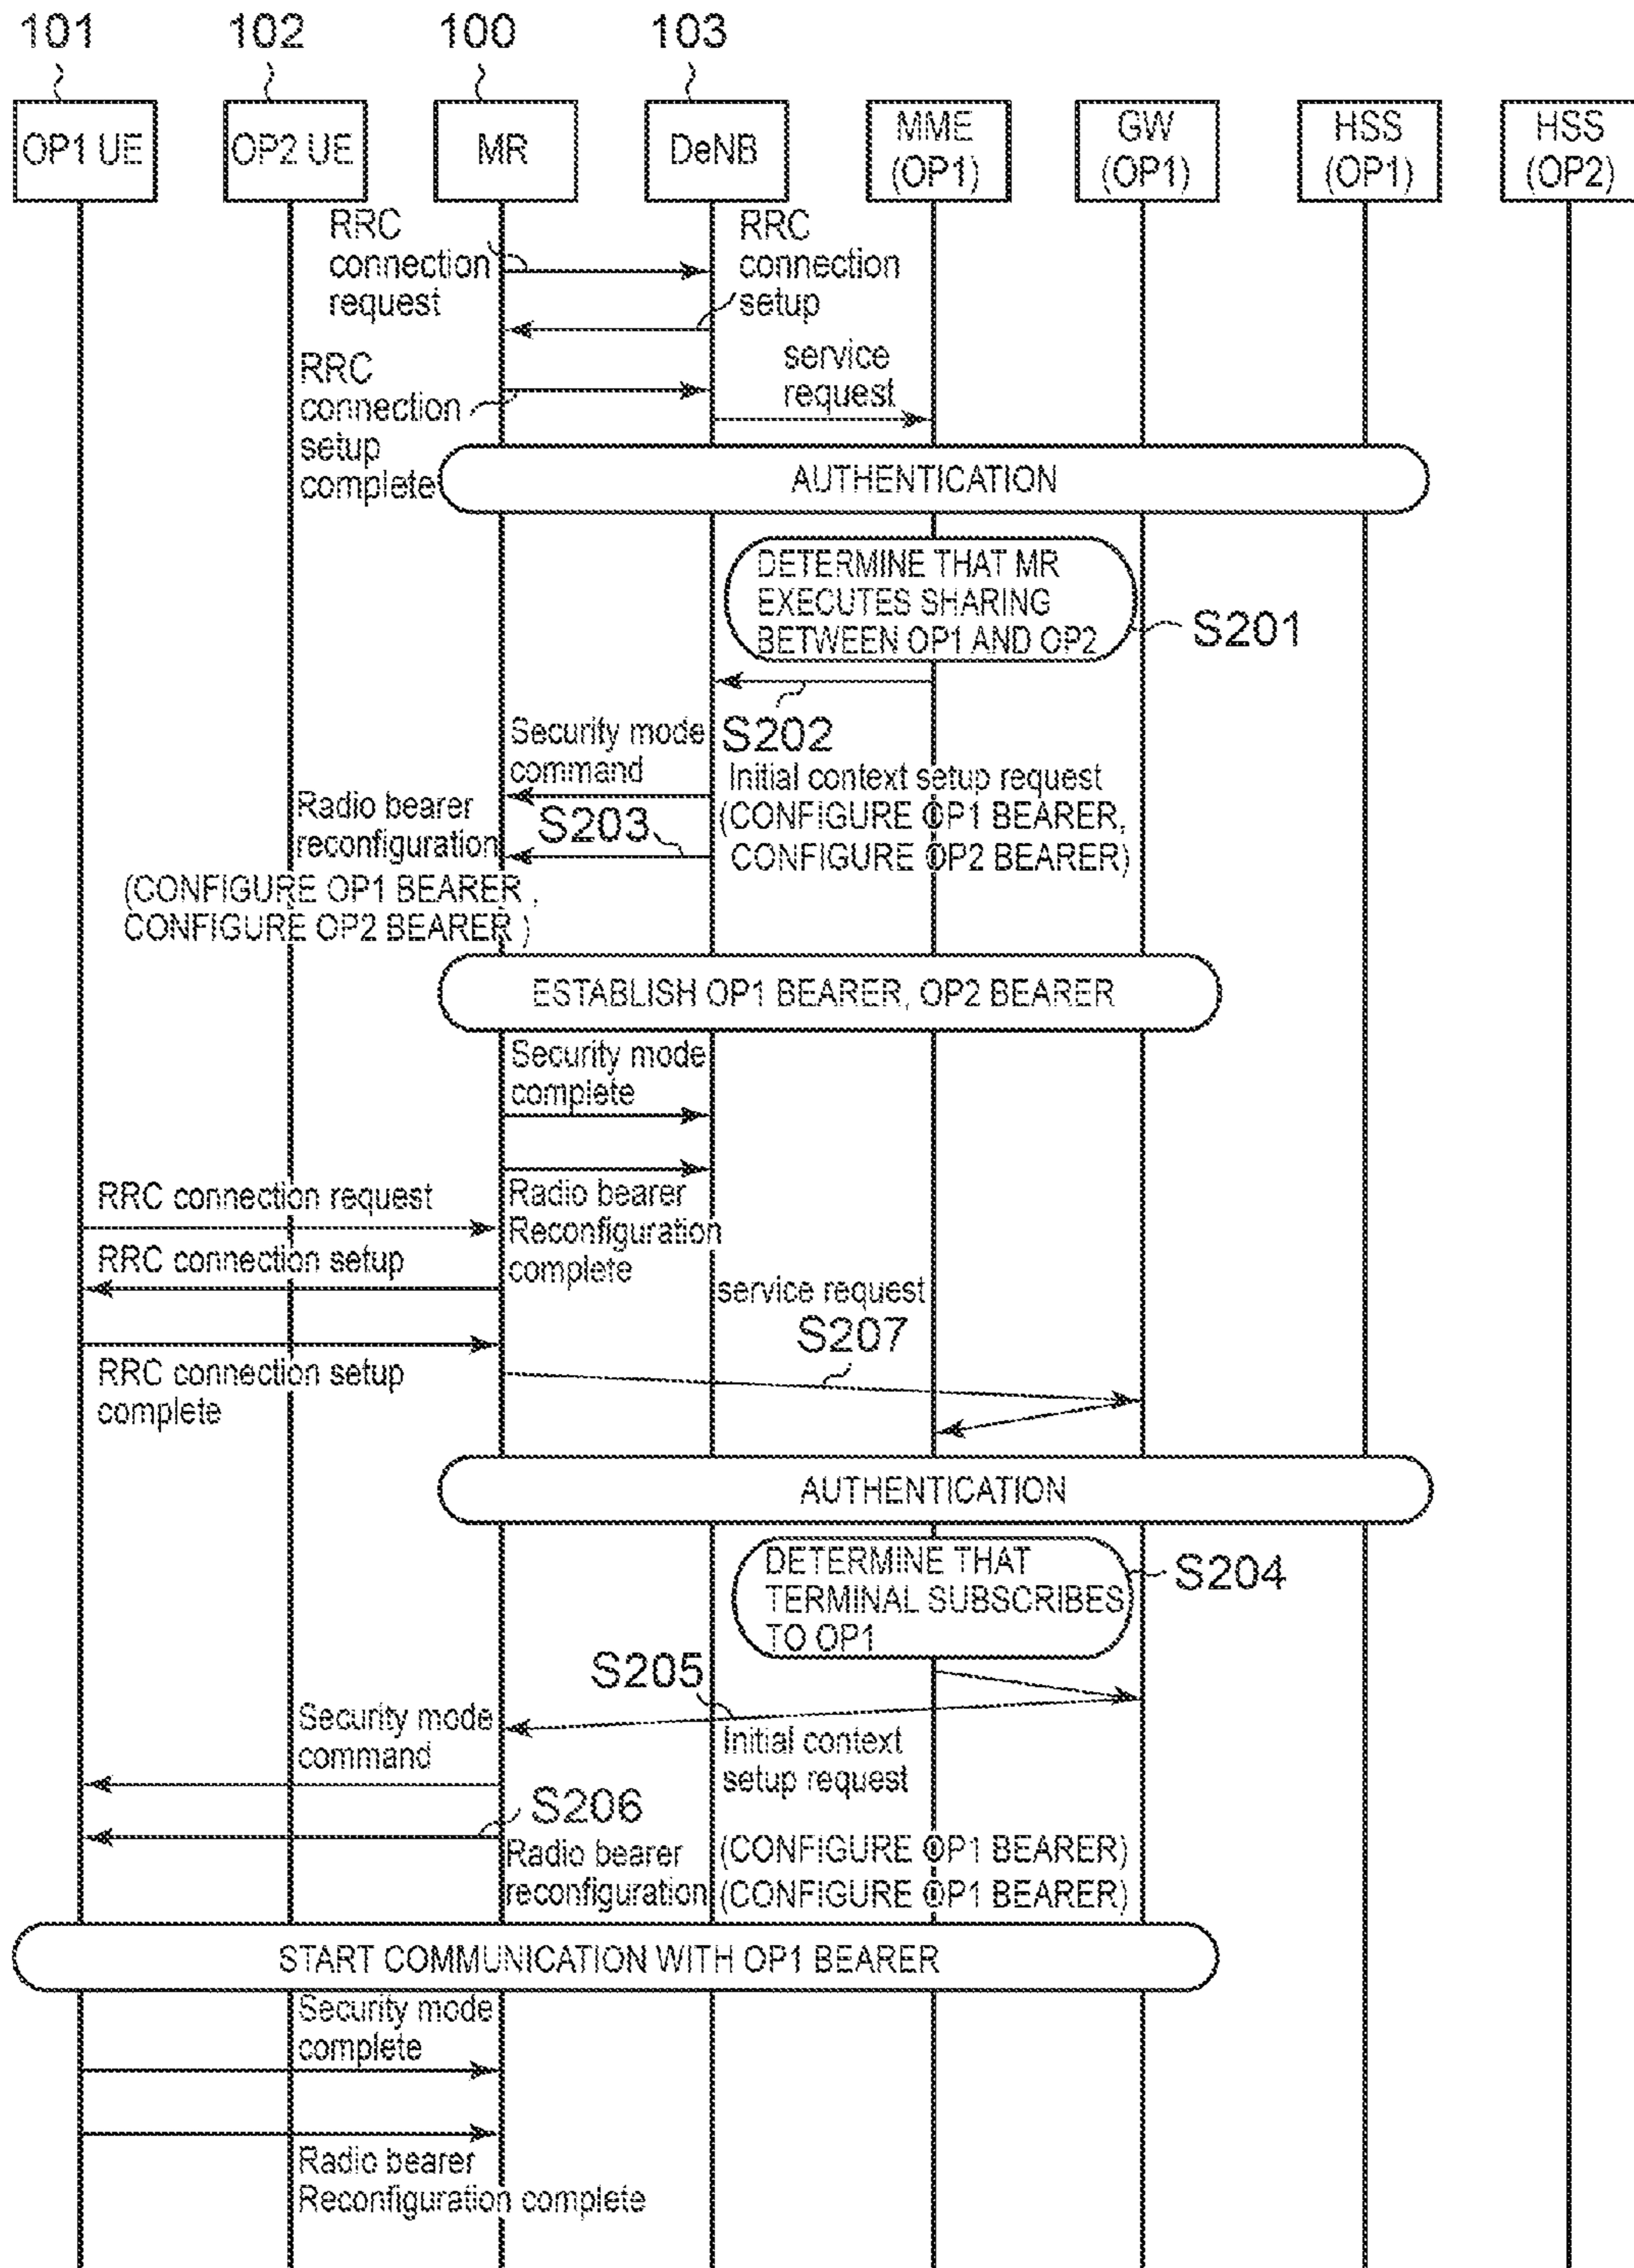 101
102
100
103
OP1 UE
OP2 UE
MR
DeNB
MME
(OP1)
GW
(OP1)
HSS
(OP1)
HSS
(OP2)
RRC
connection
request
RRC
connection
setup
RRC
connection
setup
complete
service
request
AUTHENTICATION
DETERMINE THAT MR
EXECUTES SHARING
BETWEEN OP1 AND OP2
S201
S202
Initial context setup request
(CONFIGURE OP1 BEARER,
CONFIGURE OP2 BEARER)
Security mode
command
S203
Radio bearer
reconfiguration
(CONFIGURE OP1 BEARER ,
CONFIGURE OP2 BEARER )
ESTABLISH OP1 BEARER, OP2 BEARER
Security mode
complete
Radio bearer
Reconfiguration
complete
RRC connection request
RRC connection setup
RRC connection setup
complete
service request
S207
AUTHENTICATION
DETERMINE THAT
TERMINAL SUBSCRIBES
TO OP1
S204
S205
Initial context
setup request
(CONFIGURE OP1 BEARER)
Security mode
command
S206
Radio bearer
reconfiguration
(CONFIGURE OP1 BEARER)
START COMMUNICATION WITH OP1 BEARER
Security mode
complete
Radio bearer
Reconfiguration complete